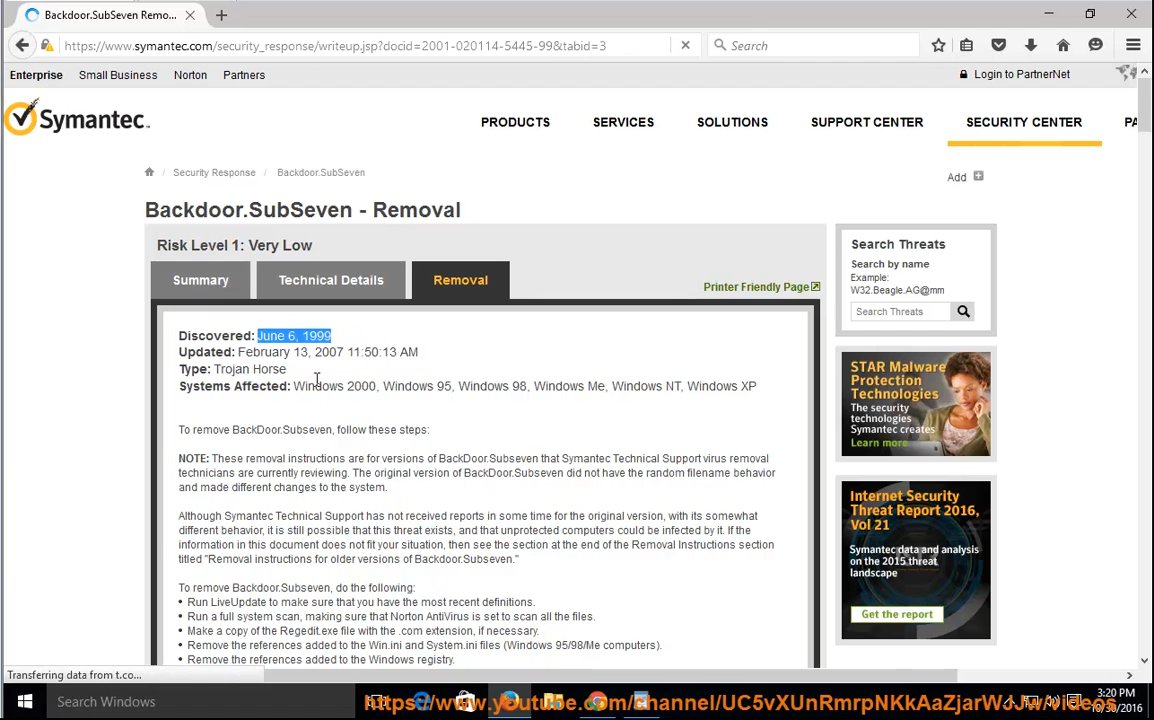 Backdoor.SubSeven Remo...
https://www.symantec.com/security_response/writeup.jsp?docid=2001-020114-5445-99&tabid=3
Search
Enterprise Small Business Norton Partners
Login to PartnerNet
Symantec.
PRODUCTS SERVICES SOLUTIONS SUPPORT CENTER SECURITY CENTER PA
/ Security Response / Backdoor.SubSeven
Add
Backdoor.SubSeven - Removal
Risk Level 1: Very Low
Summary Technical Details Removal
Printer Friendly Page
Discovered: June 6, 1999
Updated: February 13, 2007 11:50:13 AM
Type: Trojan Horse
Systems Affected: Windows 2000, Windows 95, Windows 98, Windows Me, Windows NT, Windows XP
To remove BackDoor.Subseven, follow these steps:
NOTE: These removal instructions are for versions of BackDoor.Subseven that Symantec Technical Support virus removal
technicians are currently reviewing. The original version of BackDoor.Subseven did not have the random filename behavior
and made different changes to the system.
Although Symantec Technical Support has not received reports in some time for the original version, with its somewhat
different behavior, it is still possible that this threat exists, and that unprotected computers could be infected by it. If the
information in this document does not fit your situation, then see the section at the end of the Removal Instructions section
titled "Removal instructions for older versions of Backdoor.Subseven."
To remove Backdoor.Subseven, do the following:
• Run LiveUpdate to make sure that you have the most recent definitions.
• Run a full system scan, making sure that Norton AntiVirus is set to scan all the files.
• Make a copy of the Regedit.exe file with the .com extension, if necessary.
• Remove the references added to the Win.ini and System.ini files (Windows 95/98/Me computers).
• Remove the references added to the Windows registry.
Search Threats
Search by name
Example:
W32.Beagle.AG@mm
Search Threats
STAR Malware
Protection
Technologies
The security
technologies
Symantec creates
Learn more
Internet Security
Threat Report 2016,
Vol 21
Symantec data and analysis
on the 2015 threat
landscape
Get the report
Transferring data from t.co...
Search Windows
3:20 PM
10/30/2016